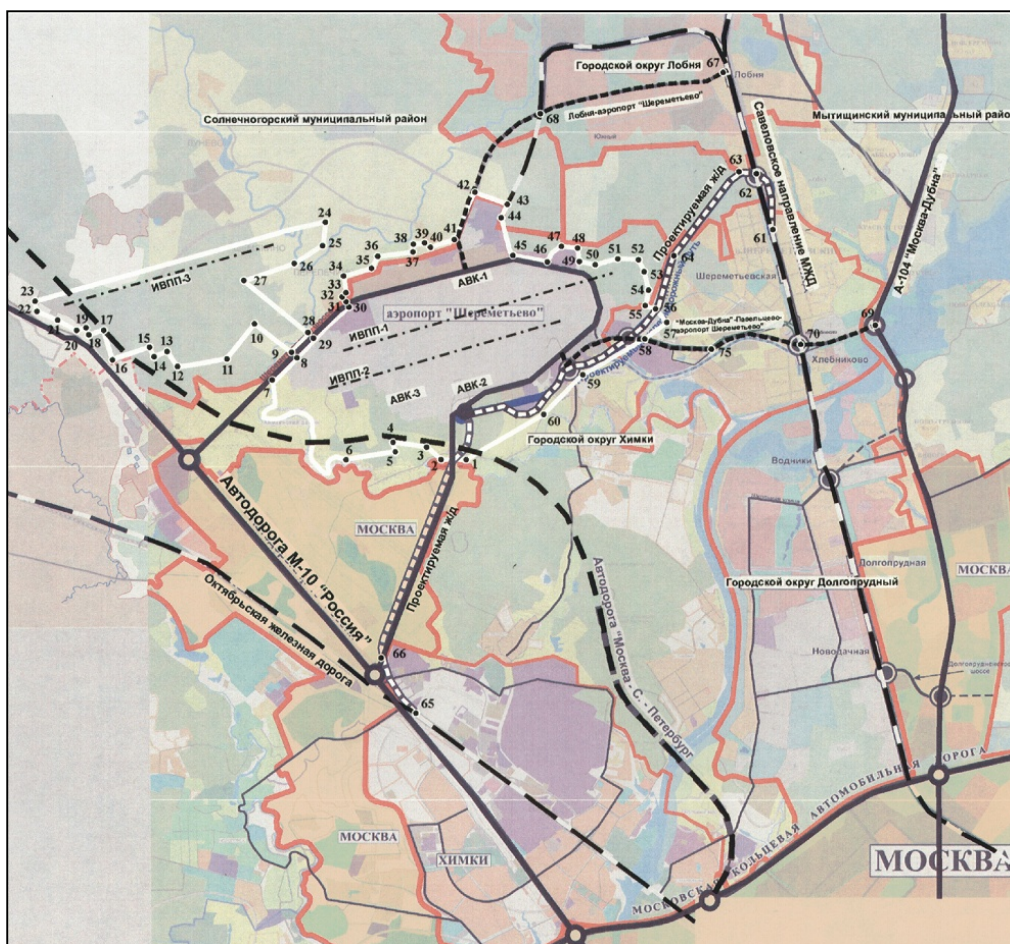 67
Городской округ Лобня
Лобня
Лобня-аэропорт "Шереметьево"
68
Солнечногорский муниципальный район
Мытищинский муниципальный райо
Савеловское направление МЖД
А-104 "Москва-Дубна"
63
62
61
42
43
44
Проектируемая ж/д
64
24
25
26
27
ИВПП-3
38
39
40
41
36
37
35
34
33
32
31
30
АВК-1
45
46
47
48
49
50
51
52
53
54
55
56
57
58
59
60
Шереметьевская
аэропорт "Шереметьево"
"Москва-Дубна"-Павельцево-
аэропорт Шереметьево"
69
70
75
Хлебниково
23
22
21
20
19
18
17
16
15
14
13
12
11
10
9
8
7
28
29
ИВПП-1
ИВПП-2
АВК-3
АВК-2
4
5
6
3
2
1
Городской округ Химки
Водники
МОСКВА
Проектируемая ж/д
Автодорога М-10 "Россия"
Октябрьская железная дорога
Автодорога "Москва - С. - Петербург
Долгопрудная
МОСКВА
Городской округ Долгопрудный
Новодачная
Долгопрудненское
шоссе
66
65
МОСКВА
ХИМКИ
МОСКОВСКАЯ КОЛЬЦЕВАЯ АВТОМОБИЛЬНАЯ ДОРОГА
МОСКВА